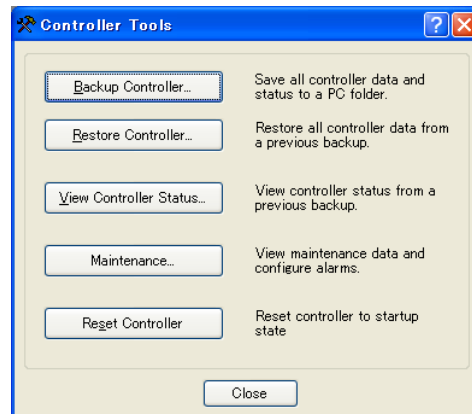 Controller Tools
Backup Controller...
Save all controller data and
status to a PC folder.
Restore Controller...
Restore all controller data from
a previous backup.
View Controller Status...
View controller status from a
previous backup.
Maintenance...
View maintenance data and
configure alarms.
Reset Controller
Reset controller to startup
state
Close